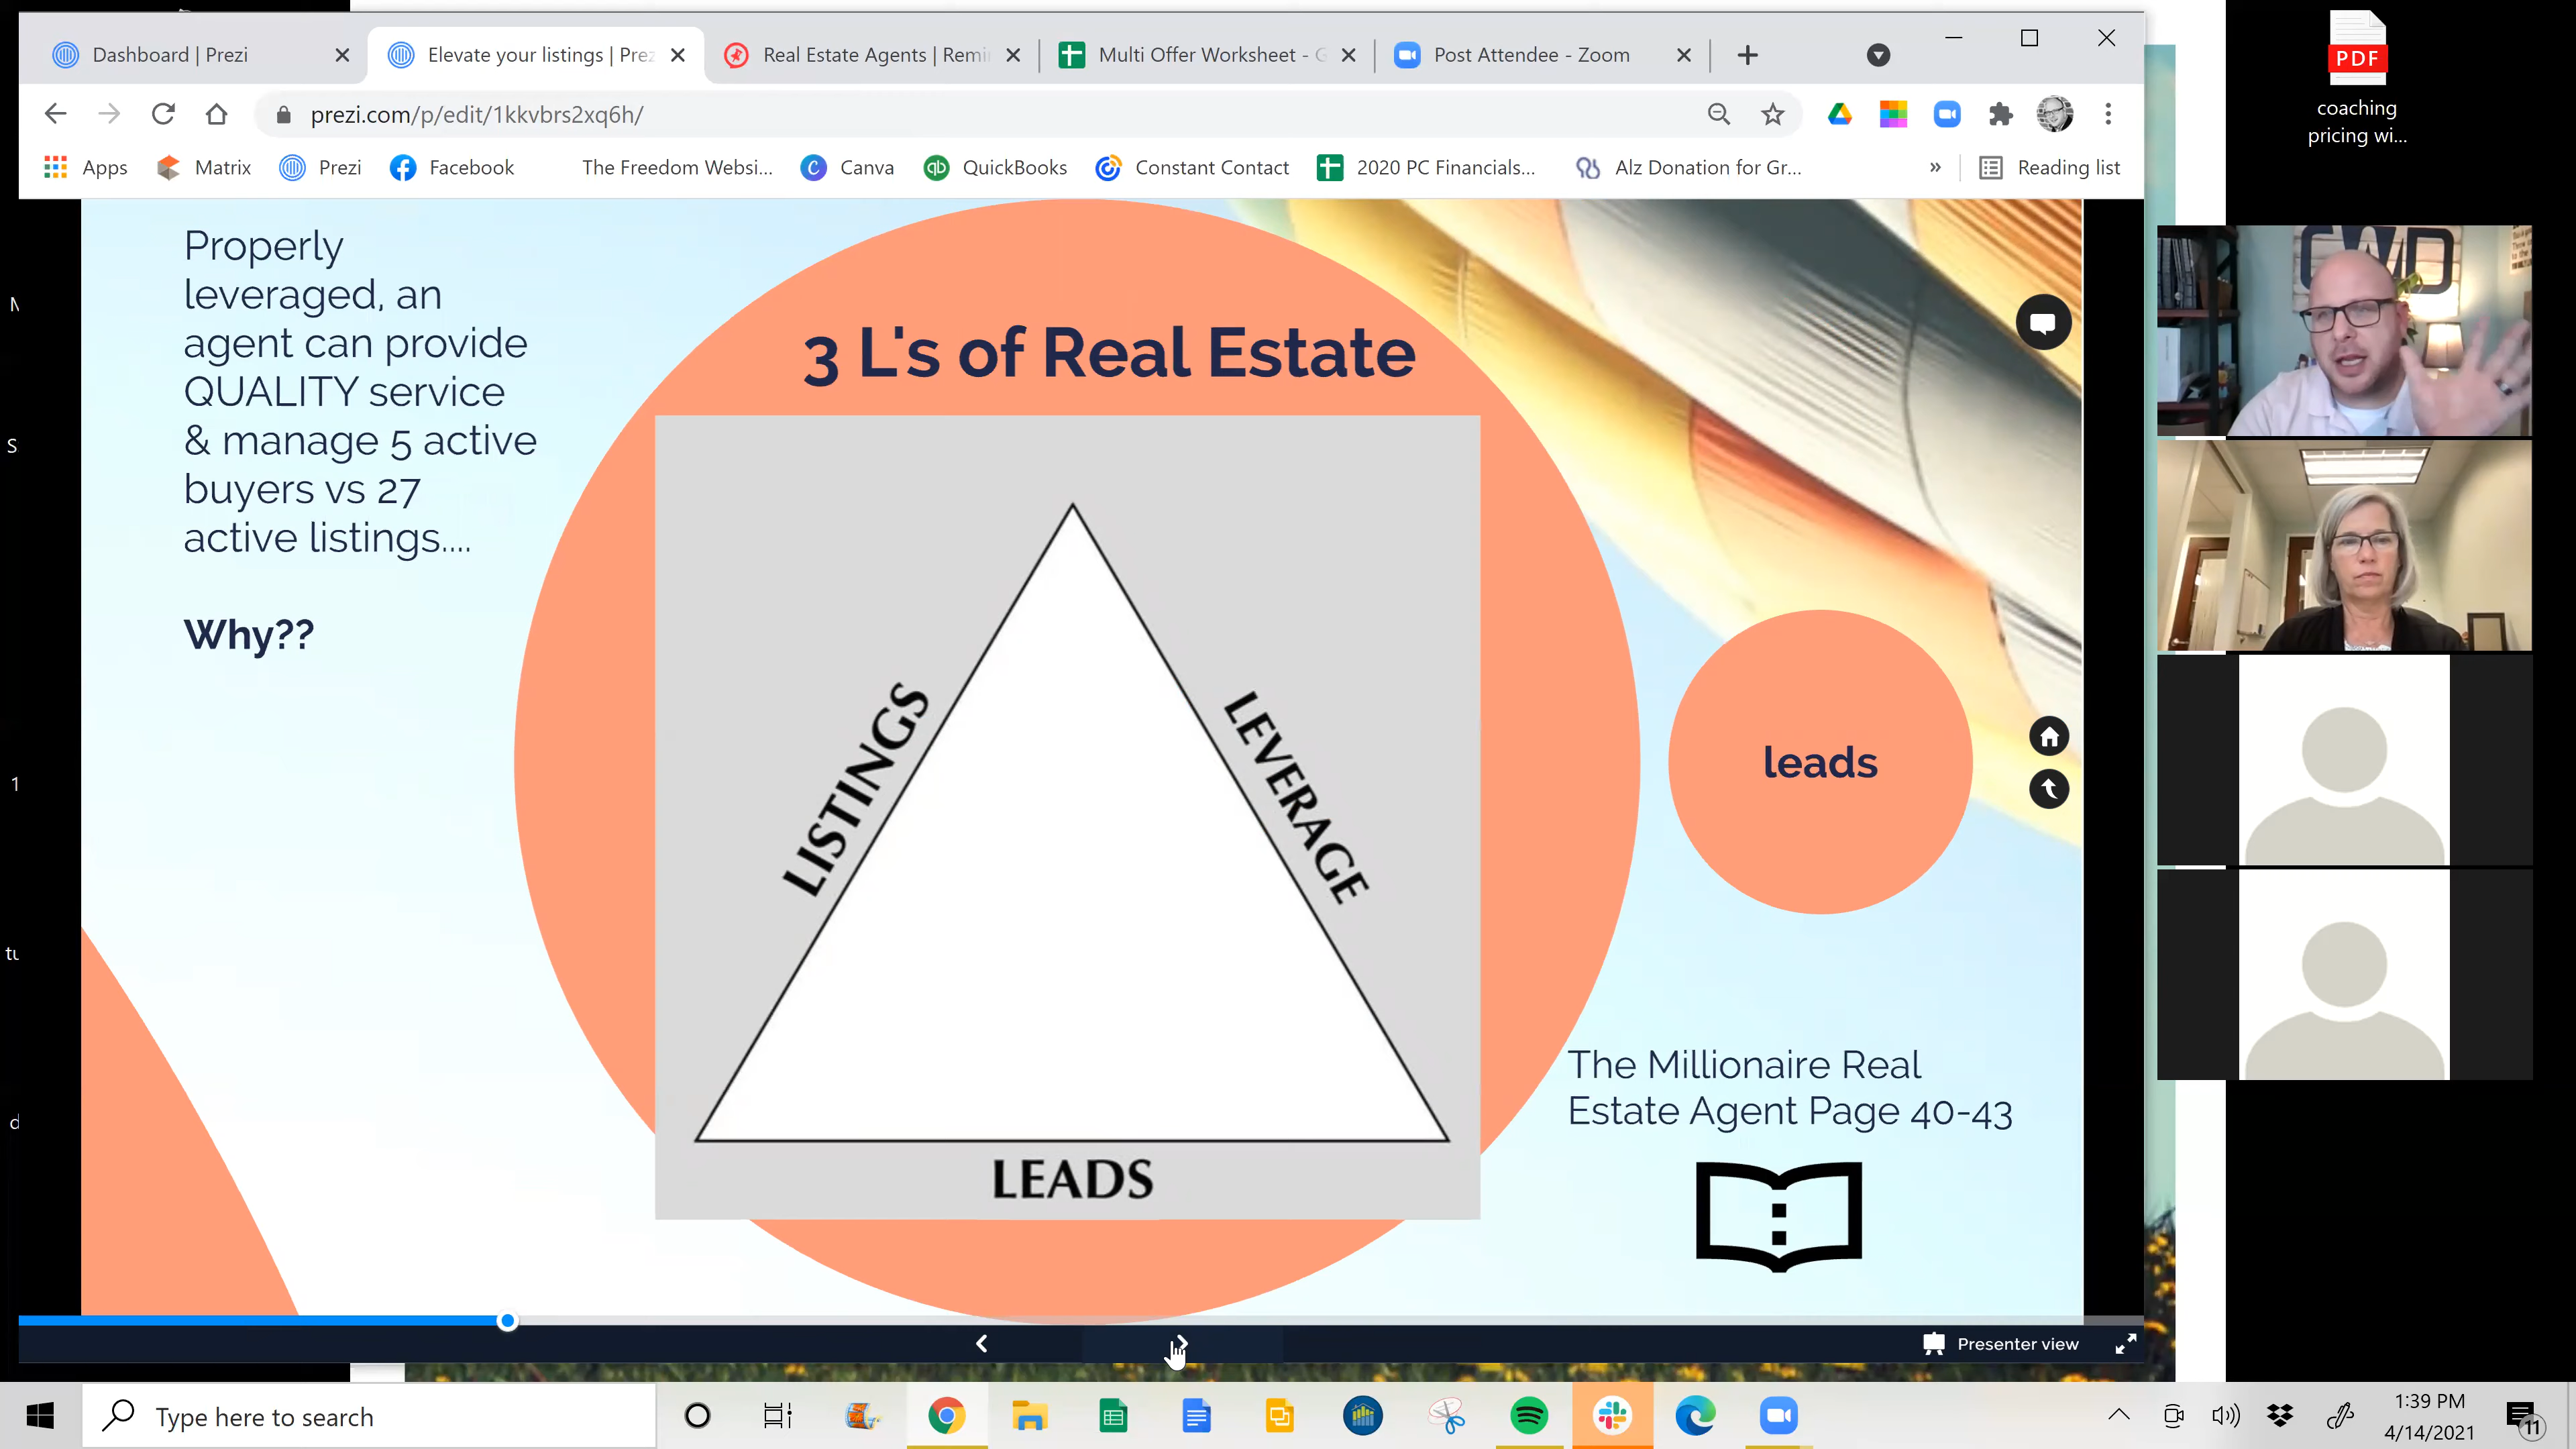 Dashboard | Prezi
Elevate your listings | Prez
Real Estate Agents | Remi
Multi Offer Worksheet - G
Post Attendee - Zoom
prezi.com/p/edit/1kkvbrs2xq6h/
Apps
Matrix
Prezi
Facebook
The Freedom Websi...
Canva
QuickBooks
Constant Contact
2020 PC Financials...
Alz Donation for Gr...
»
Reading list
PDF
coaching
pricing wi...
Properly
leveraged, an
agent can provide
QUALITY service
& manage 5 active
buyers vs 27
active listings....
Why??
3 L's of Real Estate
LISTINGS
LEVERAGE
LEADS
leads
The Millionaire Real
Estate Agent Page 40-43
Presenter view
Type here to search
1:39 PM
4/14/2021
11